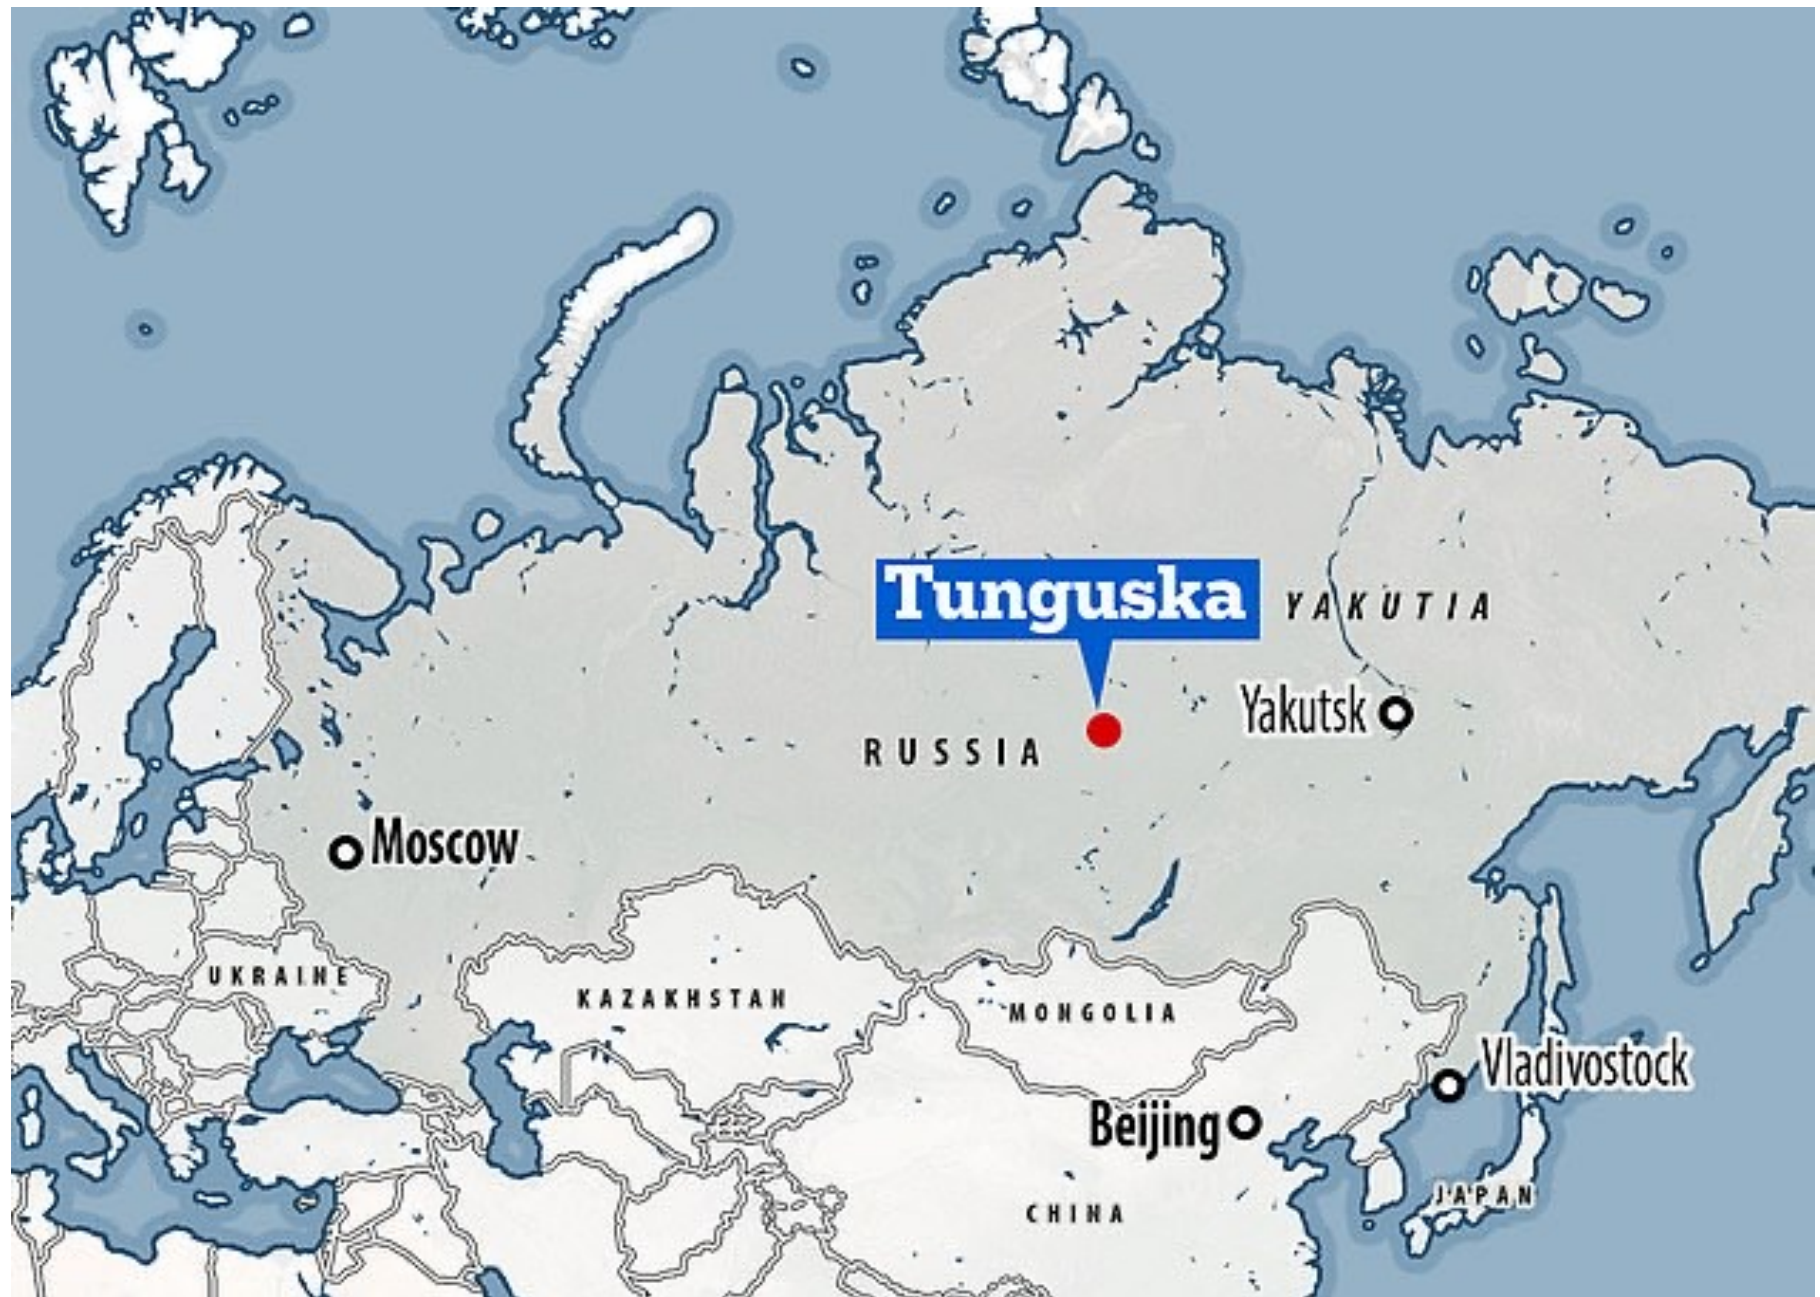 Tunguska
YAKUTIA
Yakutsk
RUSSIA
Moscow
UKRAINE
KAZAKHSTAN
MONGOLIA
Vladivostock
Beijing
JAPAN
CHINA